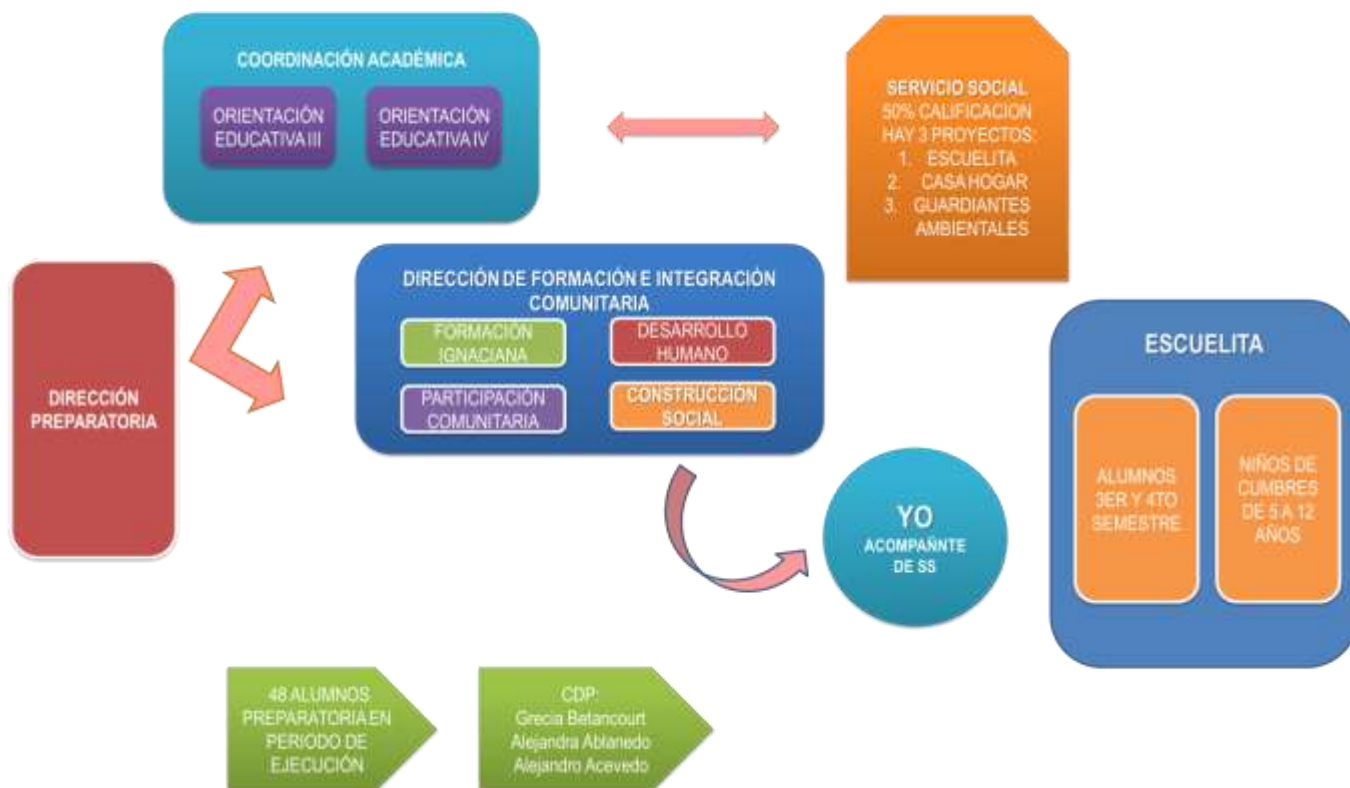 COORDINACIÓN ACADÉMICA
ORIENTACIÓN
EDUCATIVA III
ORIENTACIÓN
EDUCATIVA IV
SERVICIO SOCIAL
50% CALIFICACION
HAY 3 PROYECTOS:
1. ESCUELITA
2. CASA HOGAR
3. GUARDIANTES
AMBIENTALES
DIRECCIÓN
PREPARATORIA
DIRECCIÓN DE FORMACIÓN E INTEGRACIÓN
COMUNITARIA
FORMACIÓN
IGNACIANA
DESARROLLO
HUMANO
PARTICIPACIÓN
COMUNITARIA
CONSTRUCCIÓN
SOCIAL
YO
ACOMPAÑNTE
DE SS
ESCUELITA
ALUMNOS
3ER Y 4TO
SEMESTRE
NIÑOS DE
CUMBRES
DE 5 A 12
AÑOS
48 ALUMNOS
PREPARATORIA EN
PERIODO DE
EJECUCIÓN
CDP:
Grecia Betancourt
Alejandra Ablanedo
Alejandro Acevedo